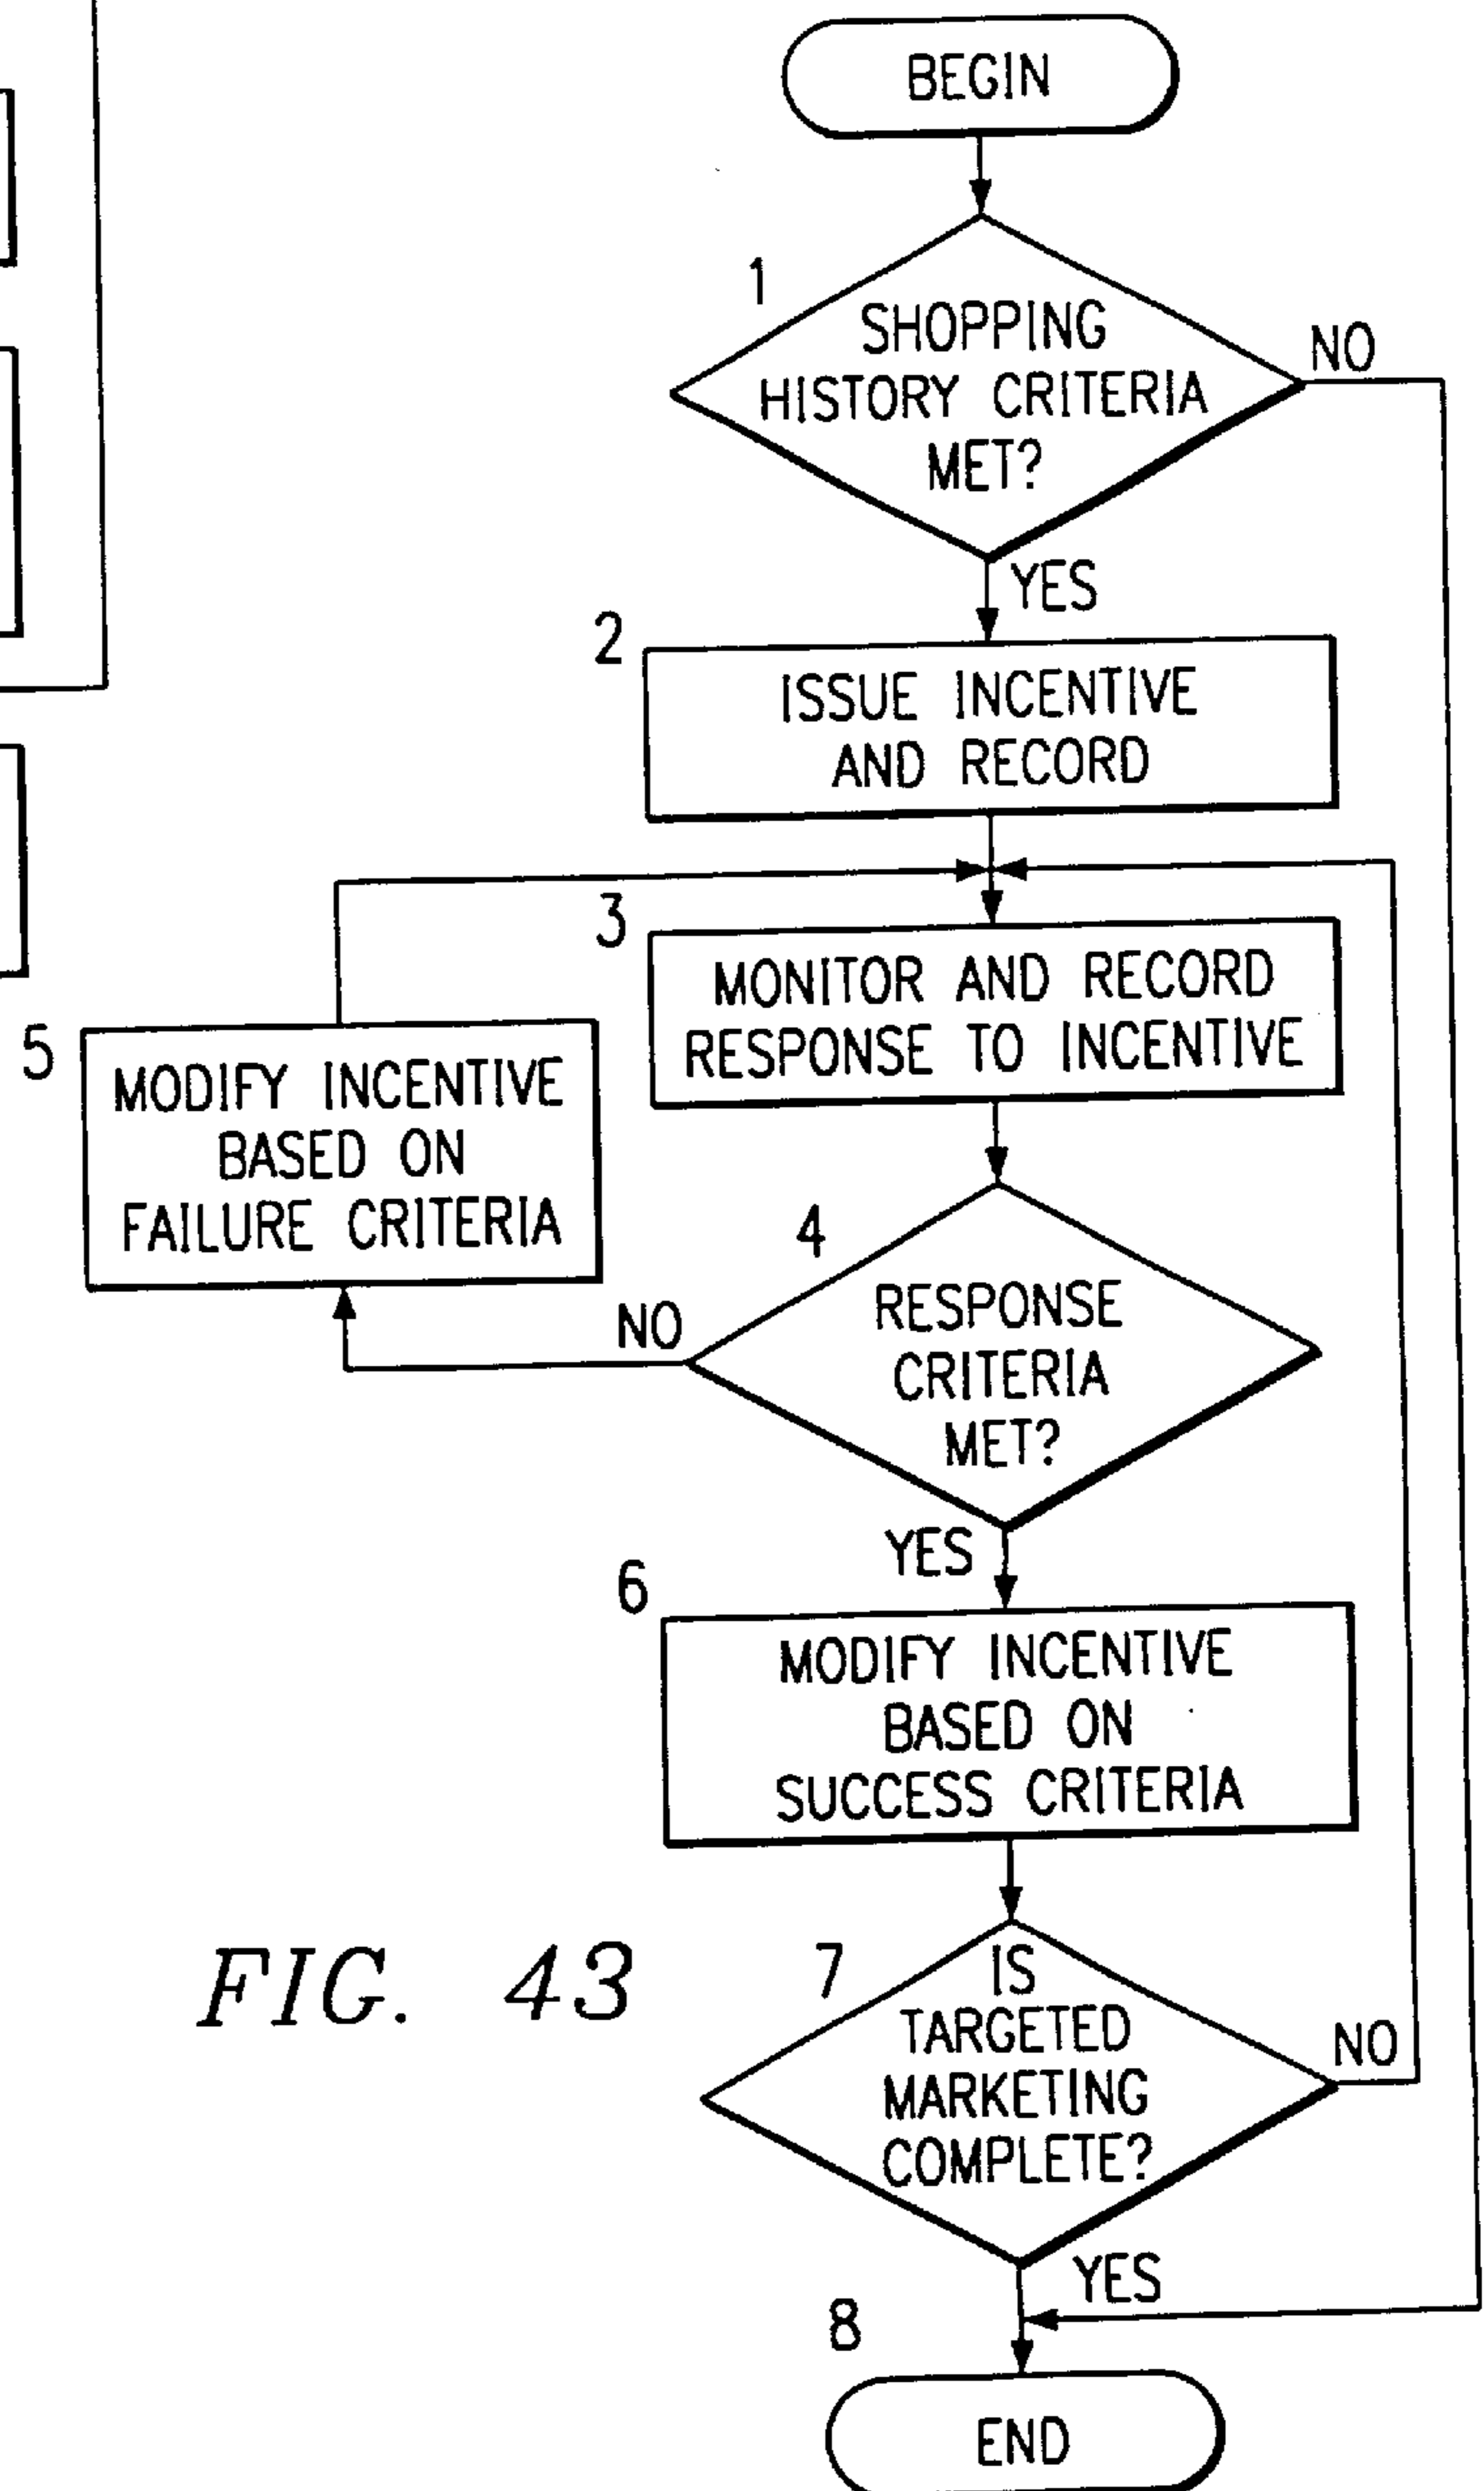 BEGIN
1
SHOPPING
HISTORY CRITERIA
MET?
NO
YES
2
ISSUE INCENTIVE
AND RECORD
3
MONITOR AND RECORD
RESPONSE TO INCENTIVE
5
MODIFY INCENTIVE
BASED ON
FAILURE CRITERIA
4
RESPONSE
CRITERIA
MET?
NO
YES
6
MODIFY INCENTIVE
BASED ON
SUCCESS CRITERIA
7
IS
TARGETED
MARKETING
COMPLETE?
NO
YES
8
END
FIG. 43